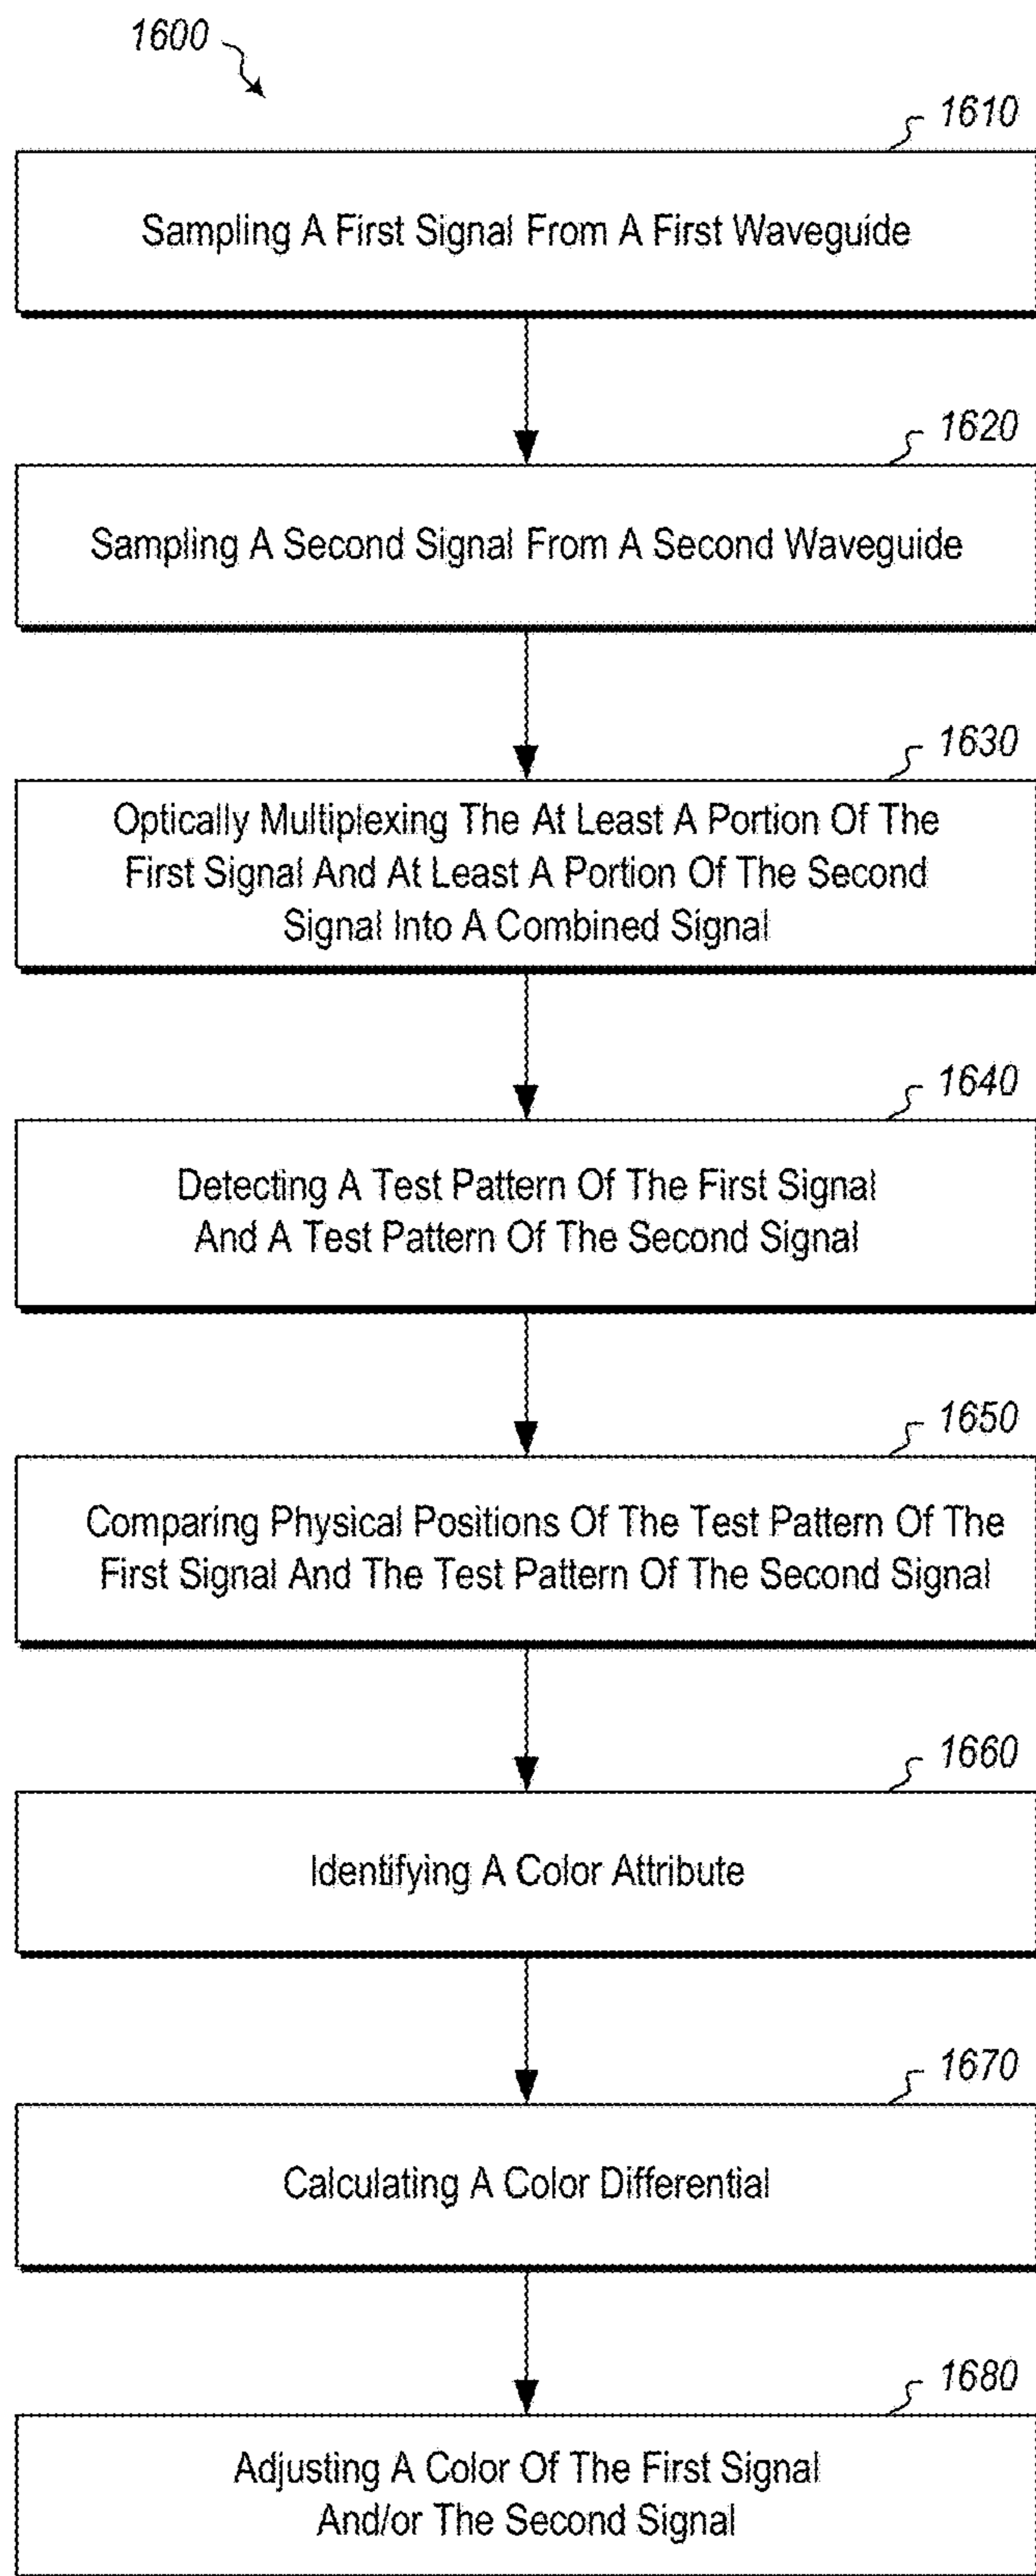 1600
1610
Sampling A First Signal From A First Waveguide
1620
Sampling A Second Signal From A Second Waveguide
1630
Optically Multiplexing The At Least A Portion Of The
First Signal And At Least A Portion Of The Second
Signal Into A Combined Signal
1640
Detecting A Test Pattern Of The First Signal
And A Test Pattern Of The Second Signal
1650
Comparing Physical Positions Of The Test Pattern Of The
First Signal And The Test Pattern Of The Second Signal
1660
Identifying A Color Attribute
1670
Calculating A Color Differential
1680
Adjusting A Color Of The First Signal
And/or The Second Signal